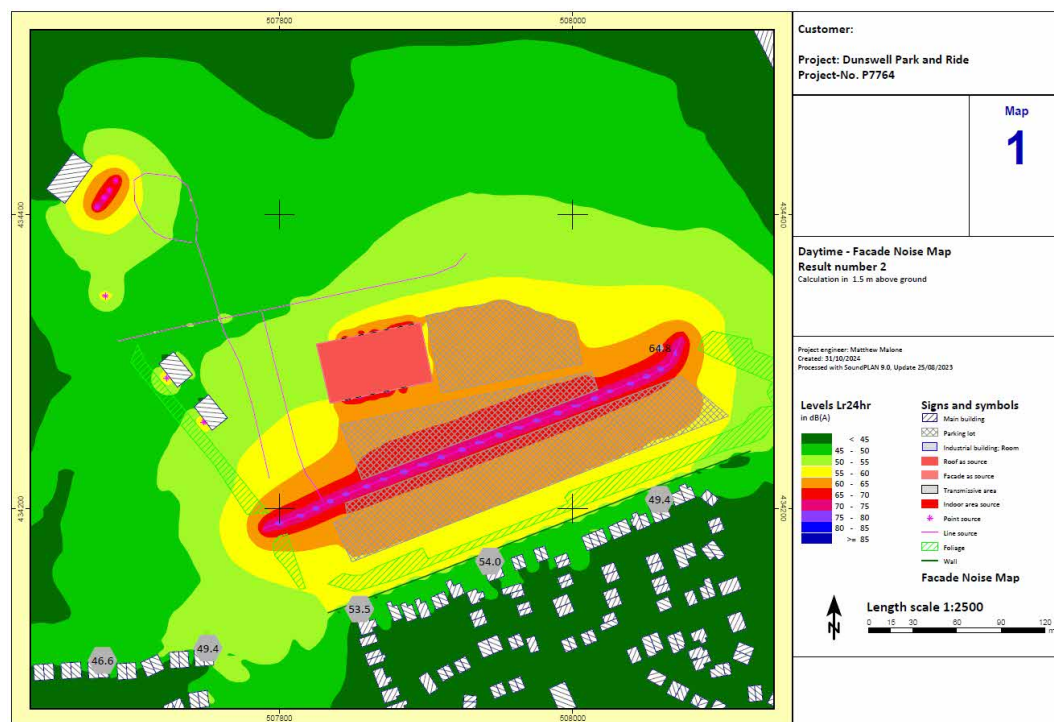 507800
508000
434400
434400
64.8
434200
434200
49.4
54.0
53.5
49.4
46.6
507800
508000
Customer:
Project: Dunswell Park and Ride
Project-No. P7764
Map
1
Daytime - Facade Noise Map
Result number 2
Calculation in 1.5 m above ground
Project engineer: Matthew Malone
Created: 31/10/2024
Processed with SoundPLAN 9.0, Update 25/08/2023
Levels Lr24hr
in dB(A)
< 45
45 - 50
50 - 55
55 - 60
60 - 65
65 - 70
70 - 75
75 - 80
80 - 85
>= 85
Signs and symbols
Main building
Parking lot
Industrial building: Room
Roof as source
Facade as source
Transmissive area
Indoor area source
Point source
Line source
Foliage
Wall
Facade Noise Map
N
Length scale 1:2500
0 15 30 60 90 120
m